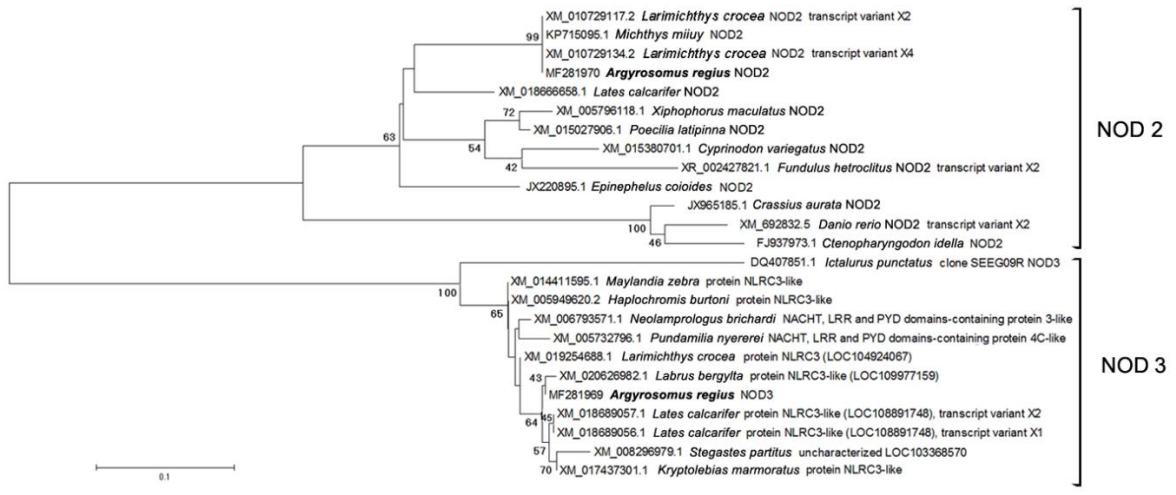 XM_010729117.2 Larimichthys crocea NOD2 transcript variant X2
99
KP715095.1 Michthys miiuy NOD2
XM_010729134.2 Larimichthys crocea NOD2 transcript variant X4
MF281970 Argyrosomus regius NOD2
XM_018666658.1 Lates calcarifer NOD2
72
XM_005796118.1 Xiphophorus maculatus NOD2
XM_015027906.1 Poecilia latipinna NOD2
63
NOD 2
54
XM_015380701.1 Cyprinodon variegatus NOD2
42
XR_002427821.1 Fundulus hetroclitus NOD2 transcript variant X2
JX220895.1 Epinephelus coioides NOD2
JX965185.1 Crassius aurata NOD2
100
XM_692832.5 Danio rerio NOD2 transcript variant X2
46
FJ937973.1 Ctenopharyngodon idella NOD2
DQ407851.1 Ictalurus punctatus clone SEEG09R NOD3
100
XM_014411595.1 Maylandia zebra protein NLRC3-like
XM_005949620.2 Haplochromis burtoni protein NLRC3-like
65
XM_006793571.1 Neolamprologus brichardi NACHT, LRR and PYD domains-containing protein 3-like
XM_005732796.1 Pundamilia nyererei NACHT, LRR and PYD domains-containing protein 4C-like
XM_019254688.1 Larimichthys crocea protein NLRC3 (LOC104924067)
NOD 3
43
XM_020626982.1 Labrus bergylta protein NLRC3-like (LOC109977159)
MF281969 Argyrosomus regius NOD3
45
XM_018689057.1 Lates calcarifer protein NLRC3-like (LOC108891748), transcript variant X2
64
XM_018689056.1 Lates calcarifer protein NLRC3-like (LOC108891748), transcript variant X1
57
XM_008296979.1 Stegastes partitus uncharacterized LOC103368570
70
XM_017437301.1 Kryptolebias marmoratus protein NLRC3-like
0.1